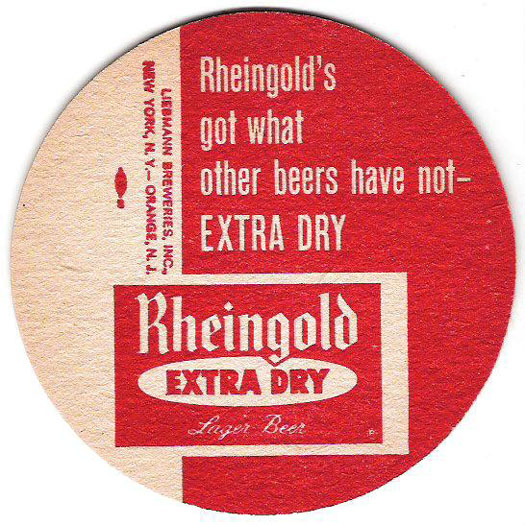 Rheingold's
got what
other beers have not–
EXTRA DRY
LIEBMANN BREWERIES, INC.,
NEW YORK, N. Y.— ORANGE, N. J.
Rheingold
EXTRA DRY
Lager Beer